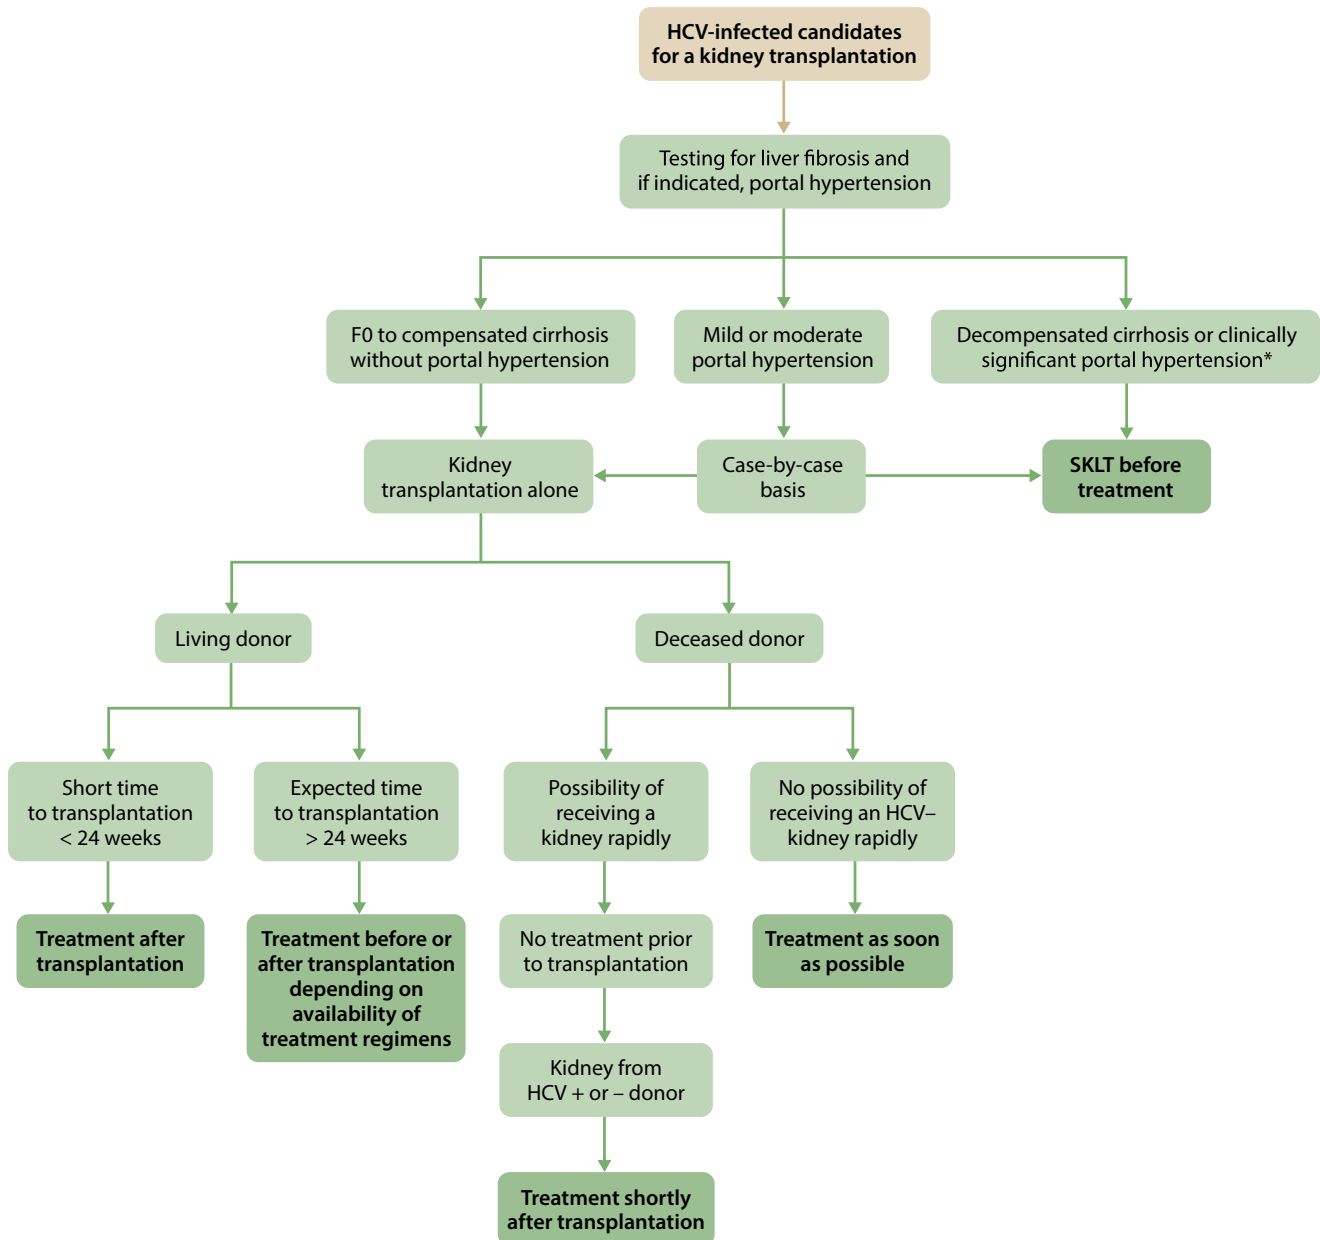 HCV-infected candidates
for a kidney transplantation
Testing for liver fibrosis and
if indicated, portal hypertension
F0 to compensated cirrhosis
without portal hypertension
Mild or moderate
portal hypertension
Decompensated cirrhosis or clinically
significant portal hypertension*
Kidney
transplantation alone
Case-by-case
basis
SKLT before
treatment
Living donor
Deceased donor
Short time
to transplantation
< 24 weeks
Expected time
to transplantation
> 24 weeks
Possibility of
receiving a
kidney rapidly
No possibility of
receiving an HCV–
kidney rapidly
Treatment after
transplantation
Treatment before or
after transplantation
depending on
availability of
treatment regimens
No treatment prior
to transplantation
Treatment as soon
as possible
Kidney from
HCV + or – donor
Treatment shortly
after transplantation